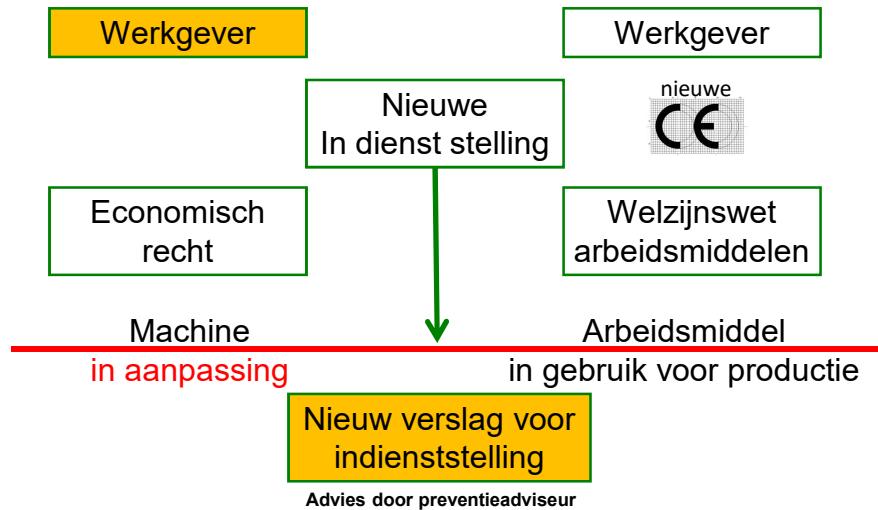 Werkgever
Werkgever
nieuwe
CE
Nieuwe
In dienst stelling
Economisch
recht
Welzijnswet
arbeidsmiddelen
Machine
Arbeidsmiddel
in aanpassing
in gebruik voor productie
Nieuw verslag voor
indienststelling
Advies door preventieadviseur